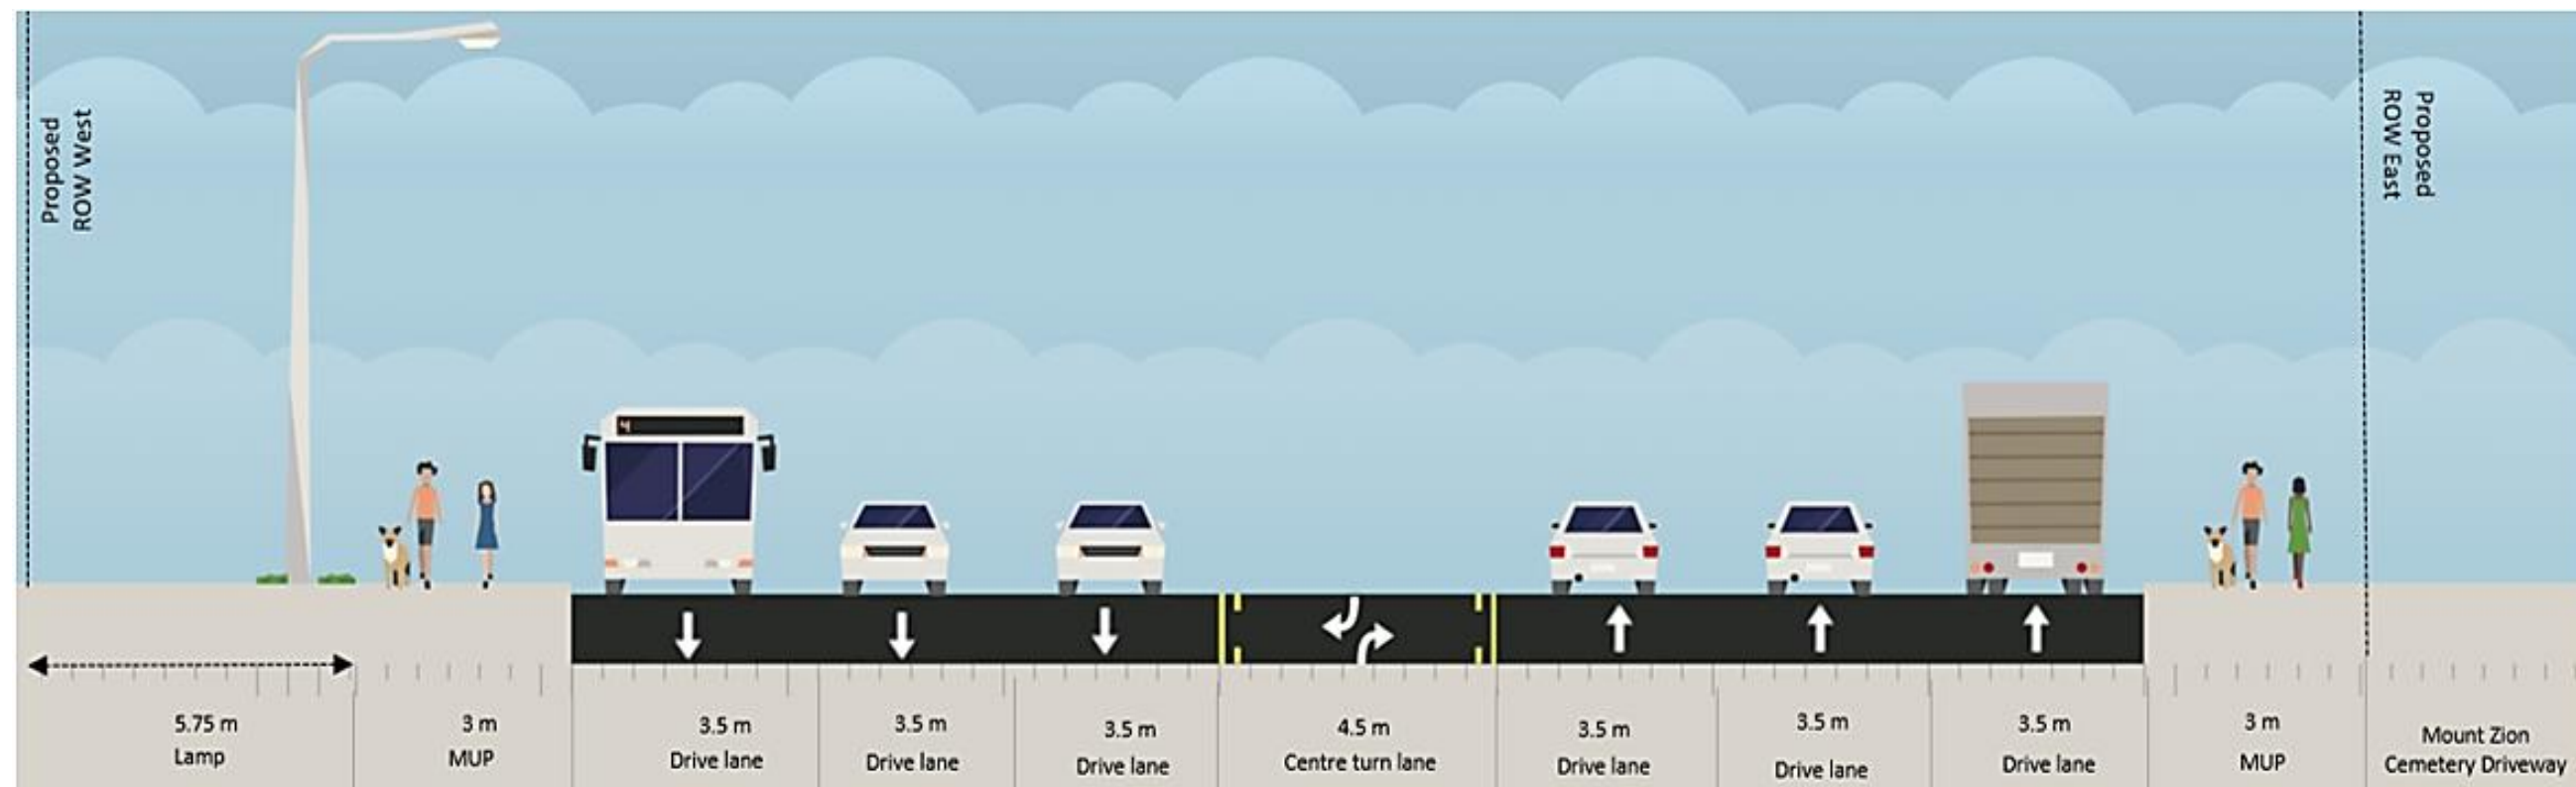 Proposed
ROW West
Proposed
ROW East
4
5.75 m
Lamp
3 m
MUP
3.5 m
Drive lane
3.5 m
Drive lane
3.5 m
Drive lane
4.5 m
Centre turn lane
3.5 m
Drive lane
3.5 m
Drive lane
3.5 m
Drive lane
3 m
MUP
Mount Zion
Cemetery Driveway